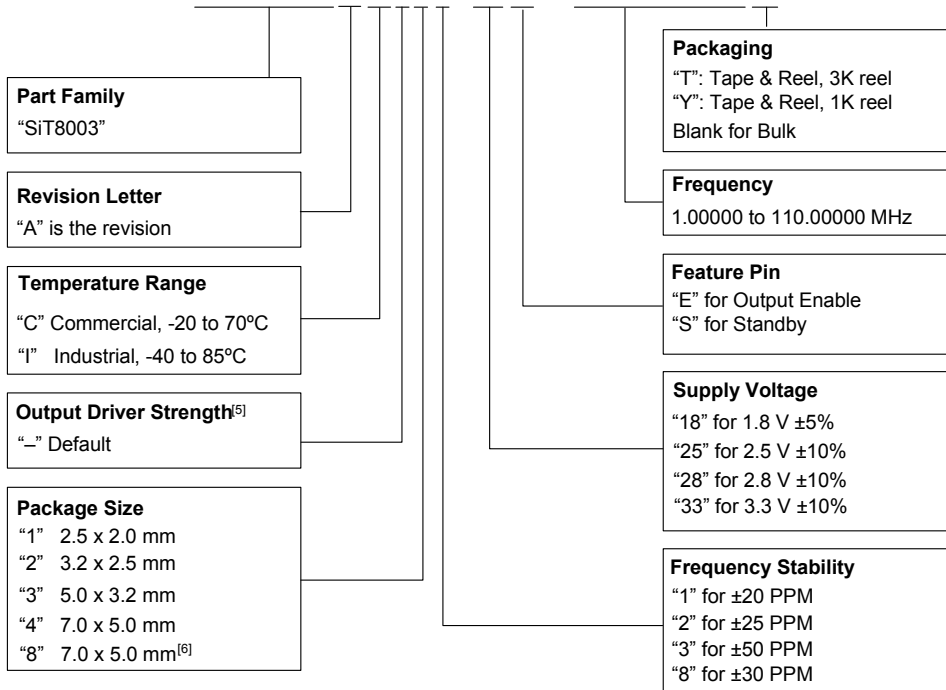 Part Family
“SiT8003”
Revision Letter
“A” is the revision
Temperature Range
“C” Commercial, -20 to 70ºC
“I” Industrial, -40 to 85ºC
Output Driver Strength[5]
“–” Default
Package Size
“1” 2.5 x 2.0 mm
“2” 3.2 x 2.5 mm
“3” 5.0 x 3.2 mm
“4” 7.0 x 5.0 mm
“8” 7.0 x 5.0 mm[6]
Packaging
“T”: Tape & Reel, 3K reel
“Y”: Tape & Reel, 1K reel
Blank for Bulk
Frequency
1.00000 to 110.00000 MHz
Feature Pin
“E” for Output Enable
“S” for Standby
Supply Voltage
“18” for 1.8 V ±5%
“25” for 2.5 V ±10%
“28” for 2.8 V ±10%
“33” for 3.3 V ±10%
Frequency Stability
“1” for ±20 PPM
“2” for ±25 PPM
“3” for ±50 PPM
“8” for ±30 PPM